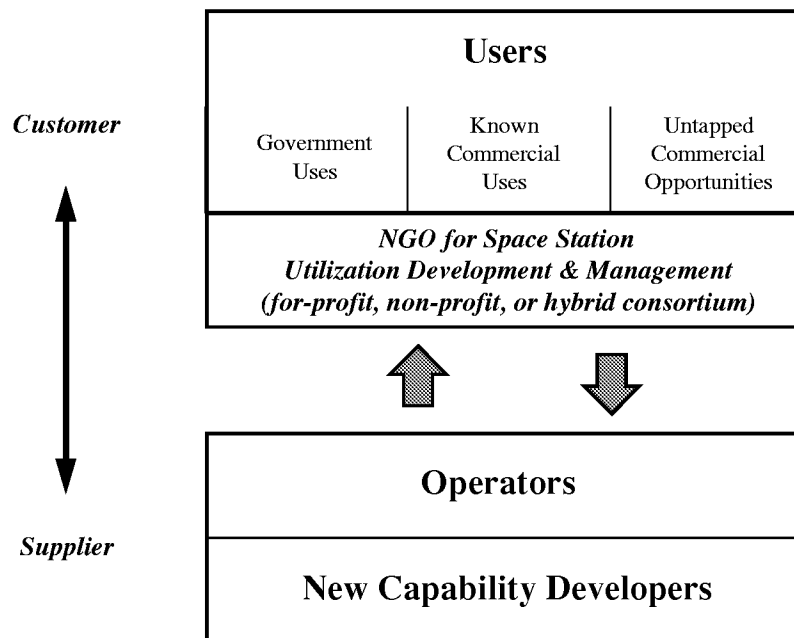 Users
Customer
Government
Uses
Known
Commercial
Uses
Untapped
Commercial
Opportunities
NGO for Space Station
Utilization Development & Management
(for-profit, non-profit, or hybrid consortium)
Operators
Supplier
New Capability Developers